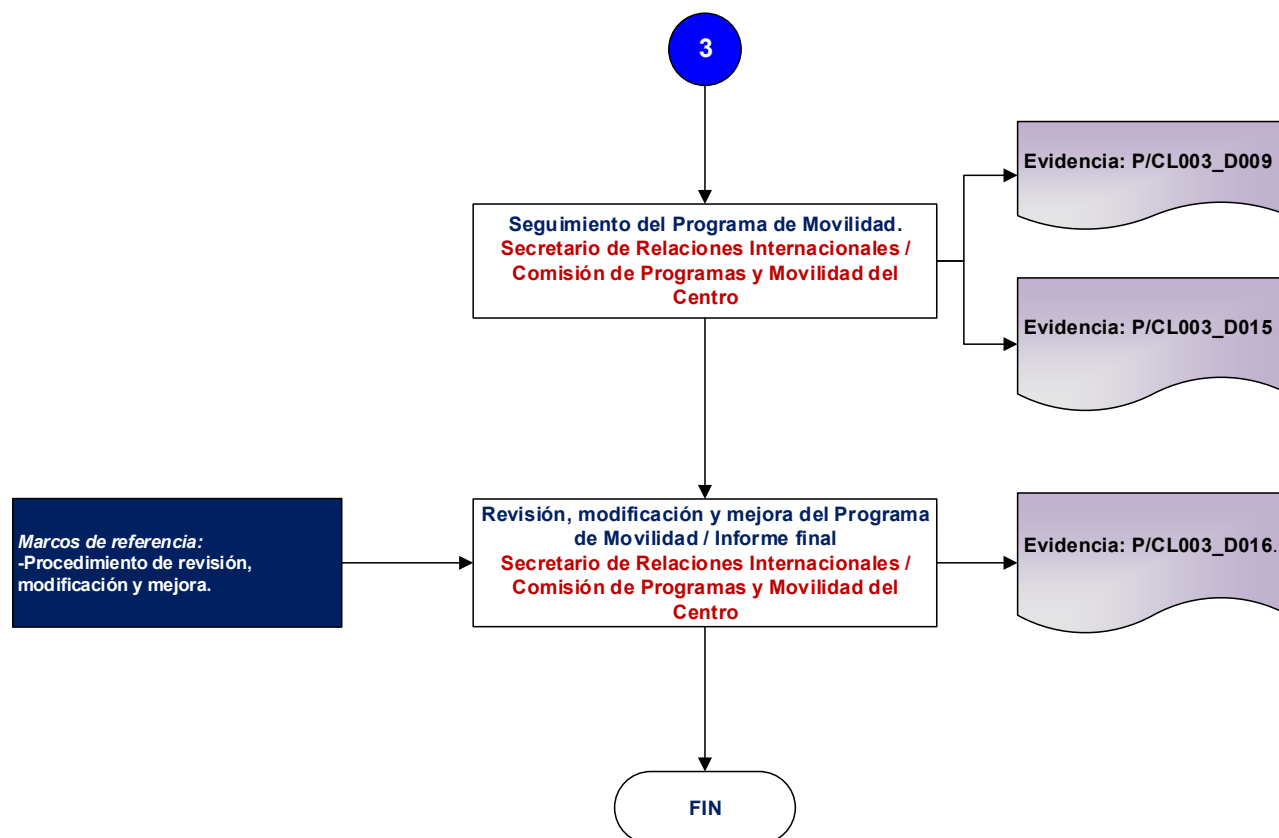 3
Evidencia: P/CL003_D009
Seguimiento del Programa de Movilidad.
Secretario de Relaciones Internacionales /
Comisión de Programas y Movilidad del
Centro
Evidencia: P/CL003_D015
Marcos de referencia:
-Procedimiento de revisión,
modificación y mejora.
Revisión, modificación y mejora del Programa
de Movilidad / Informe final
Secretario de Relaciones Internacionales /
Comisión de Programas y Movilidad del
Centro
Evidencia: P/CL003_D016.
FIN